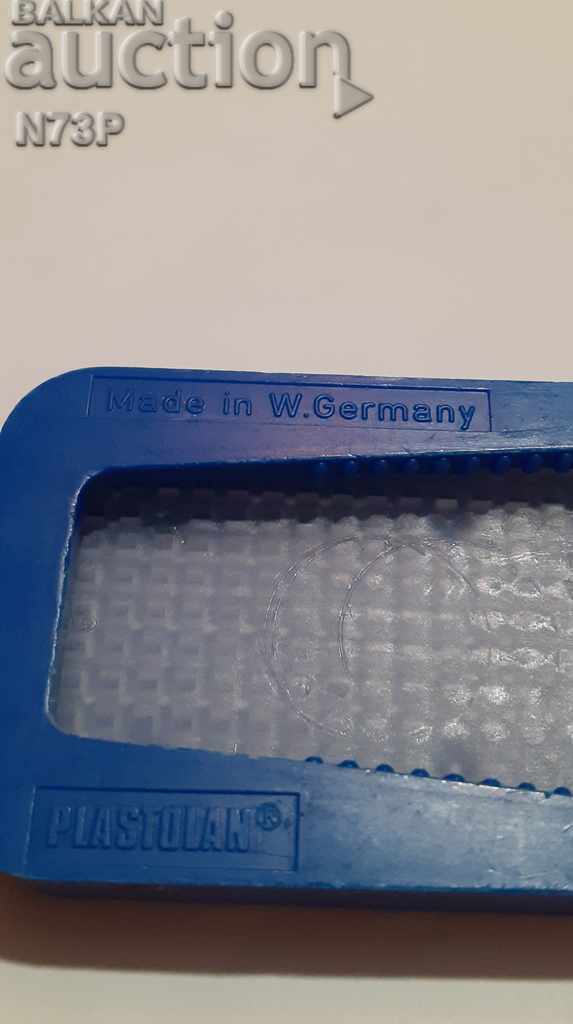 BALKAN
auction
N73P
Made in W.Germany
PLASTOLAN®